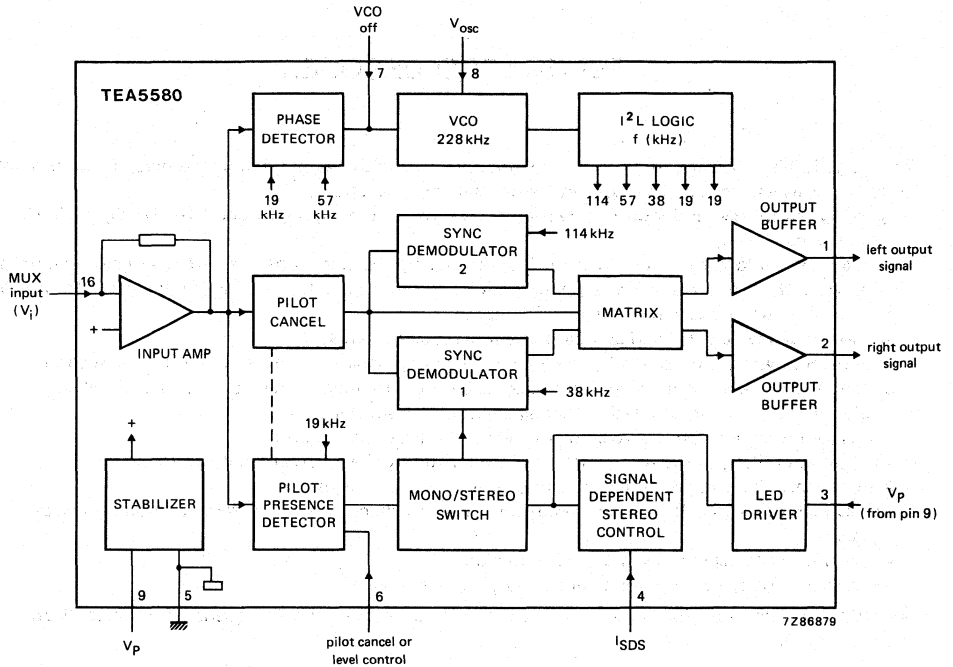 VCO
off
Vosc
7
8
TEA5580
PHASE
DETECTOR
VCO
228 kHz
I²L LOGIC
f (kHz)
19
kHz
57
kHz
114 57 38 19 19
OUTPUT
BUFFER
SYNC
DEMODULATOR
2
114 kHz
1
left output
signal
MUX
input
(Vi)
16
+
INPUT AMP
PILOT
CANCEL
MATRIX
SYNC
DEMODULATOR
1
38 kHz
2
right output
signal
OUTPUT
BUFFER
+
19 kHz
STABILIZER
PILOT
PRESENCE
DETECTOR
MONO/STEREO
SWITCH
SIGNAL
DEPENDENT
STEREO
CONTROL
LED
DRIVER
3
VP
(from pin 9)
9
5
6
4
7Z86879
VP
pilot cancel or
level control
ISDS